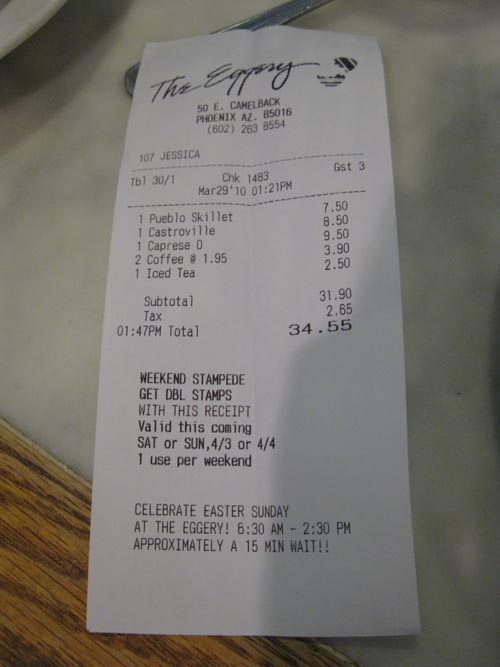 The Eggery
50 E. CAMELBACK
PHOENIX AZ. 85016
(602) 263 8554
107 JESSICA
Tbl 30/1 Chk 1483 Gst 3
Mar29'10 01:21PM
1 Pueblo Skillet 7.50
1 Castroville 8.50
1 Caprese O 9.50
2 Coffee @ 1.95 3.90
1 Iced Tea 2.50
Subtotal 31.90
Tax 2.65
01:47PM Total 34.55
WEEKEND STAMPEDE
GET DBL STAMPS
WITH THIS RECEIPT
Valid this coming
SAT or SUN,4/3 or 4/4
1 use per weekend
CELEBRATE EASTER SUNDAY
AT THE EGGERY! 6:30 AM - 2:30 PM
APPROXIMATELY A 15 MIN WAIT!!